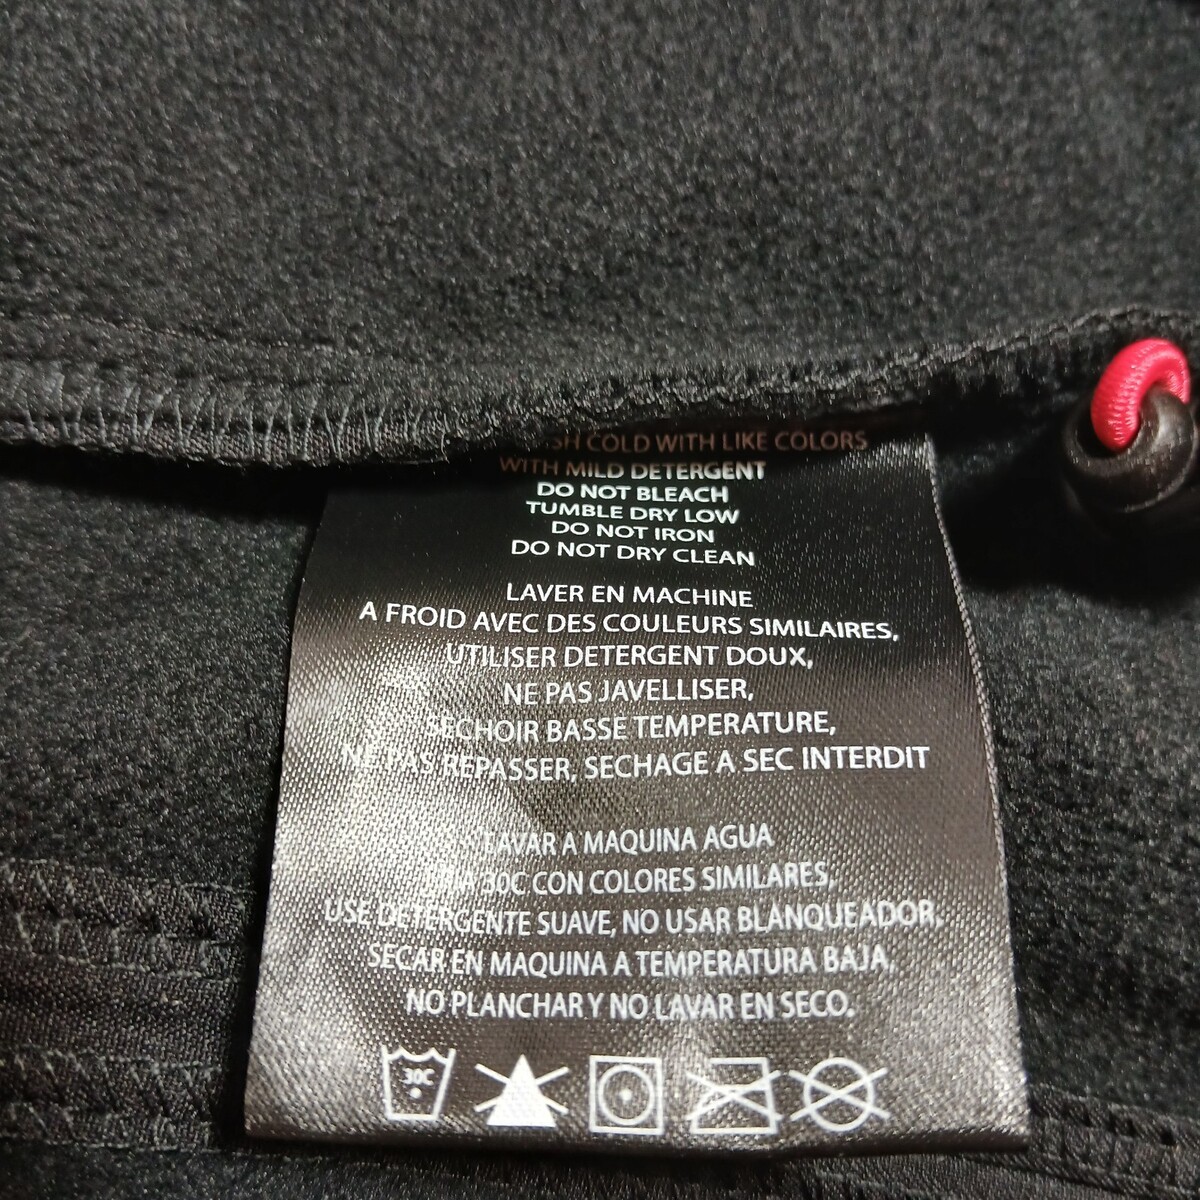 COLD WITH LIKE COLORS
WITH MILD DETERGENT
DO NOT BLEACH
TUMBLE DRY LOW
DO NOT IRON
DO NOT DRY CLEAN
LAVER EN MACHINE
A FROID AVEC DES COULEURS SIMILAIRES,
UTILISER DETERGENT DOUX,
NE PAS JAVELLISER,
SECHOIR BASSE TEMPERATURE,
NE PAS REPASSER, SECHAGE A SEC INTERDIT
LAVAR A MAQUINA AGUA
30C CON COLORES SIMILARES,
USE DETERGENTE SUAVE, NO USAR BLANQUEADOR,
SECAR EN MAQUINA A TEMPERATURA BAJA,
NO PLANCHAR Y NO LAVAR EN SECO.
30C